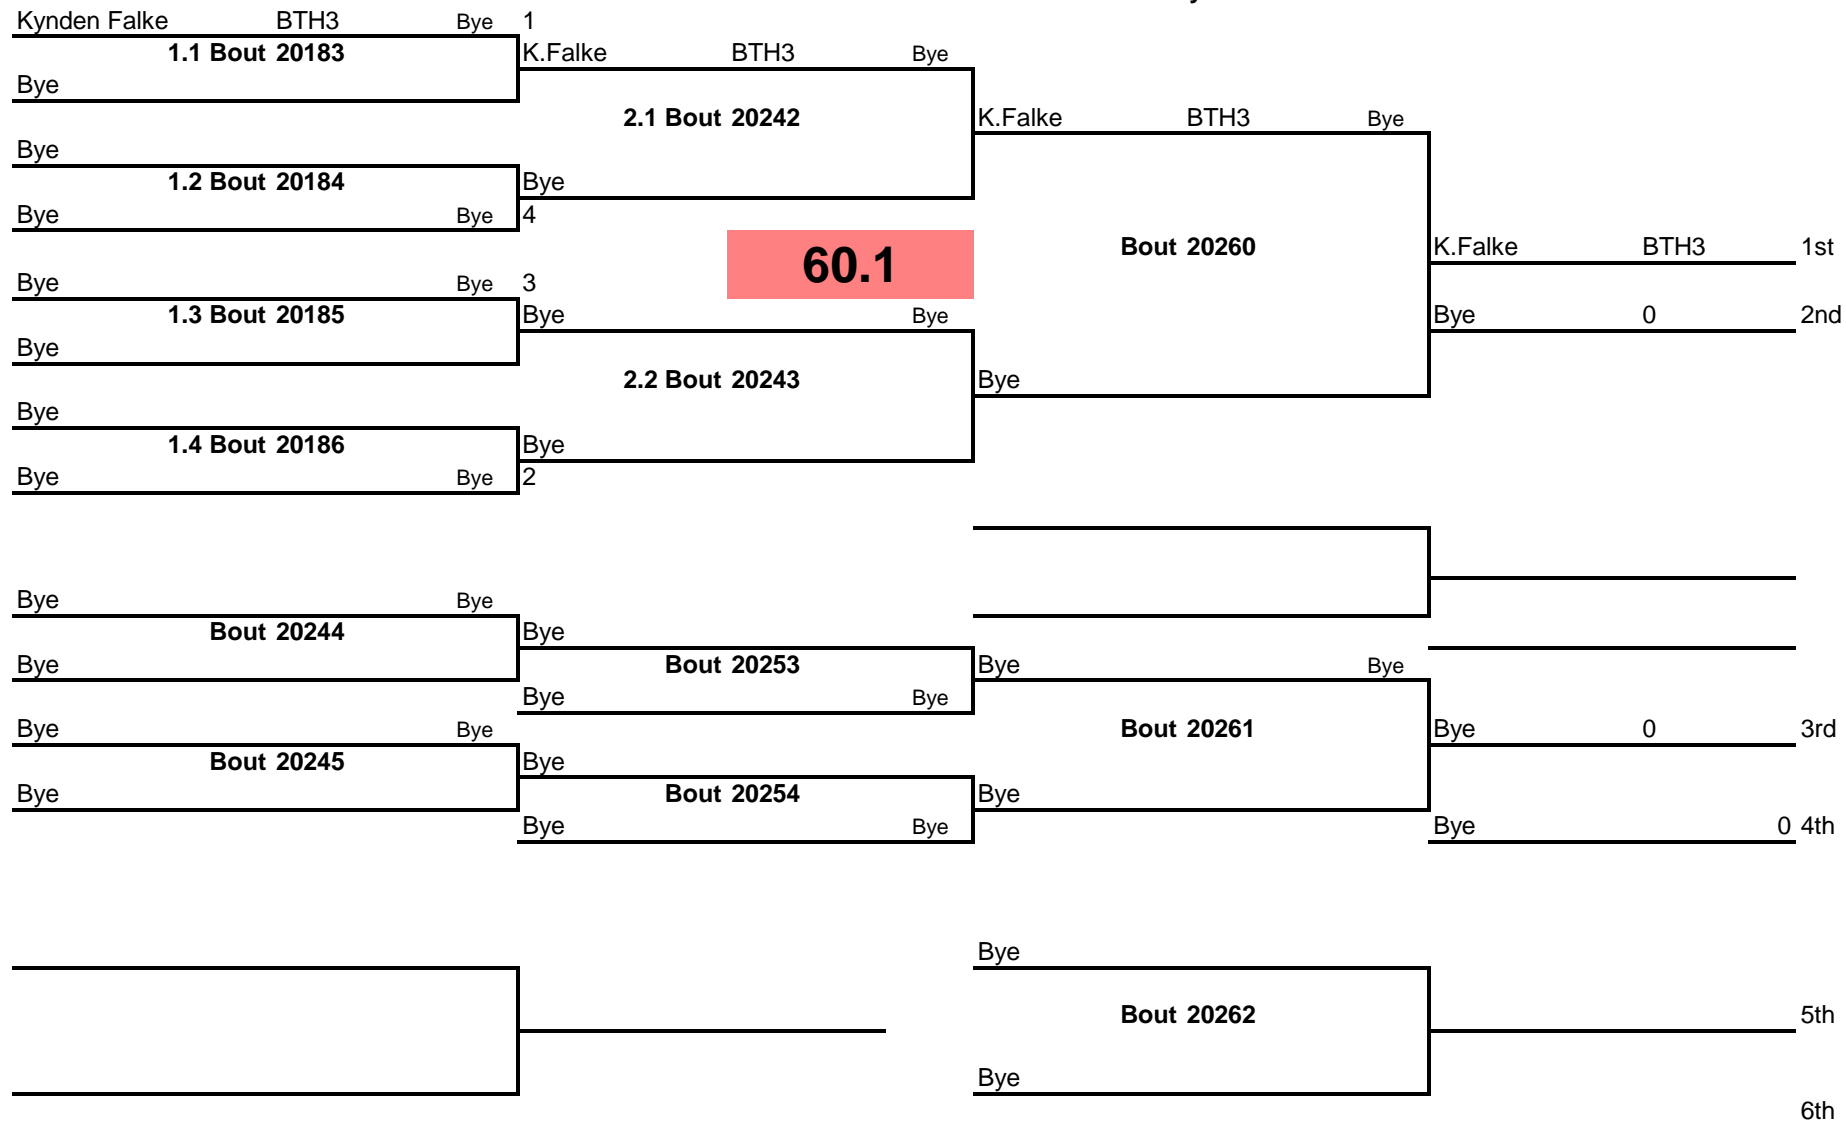 Kynden Falke BTH3 Bye 1
1.1 Bout 20183 K.Falke BTH3 Bye
Bye
2.1 Bout 20242 K.Falke BTH3 Bye
Bye
1.2 Bout 20184 Bye
Bye Bye 4
60.1 Bout 20260 K.Falke BTH3 1st
Bye Bye 3
1.3 Bout 20185 Bye Bye Bye 0 2nd
Bye
2.2 Bout 20243 Bye
Bye
1.4 Bout 20186 Bye
Bye Bye 2
Bye Bye
Bout 20244 Bye
Bye Bout 20253 Bye Bye
Bye Bye
Bye Bye Bout 20261 Bye 0 3rd
Bout 20245 Bye
Bye Bout 20254 Bye
Bye Bye Bye 0 4th
Bye
Bout 20262 5th
Bye
6th